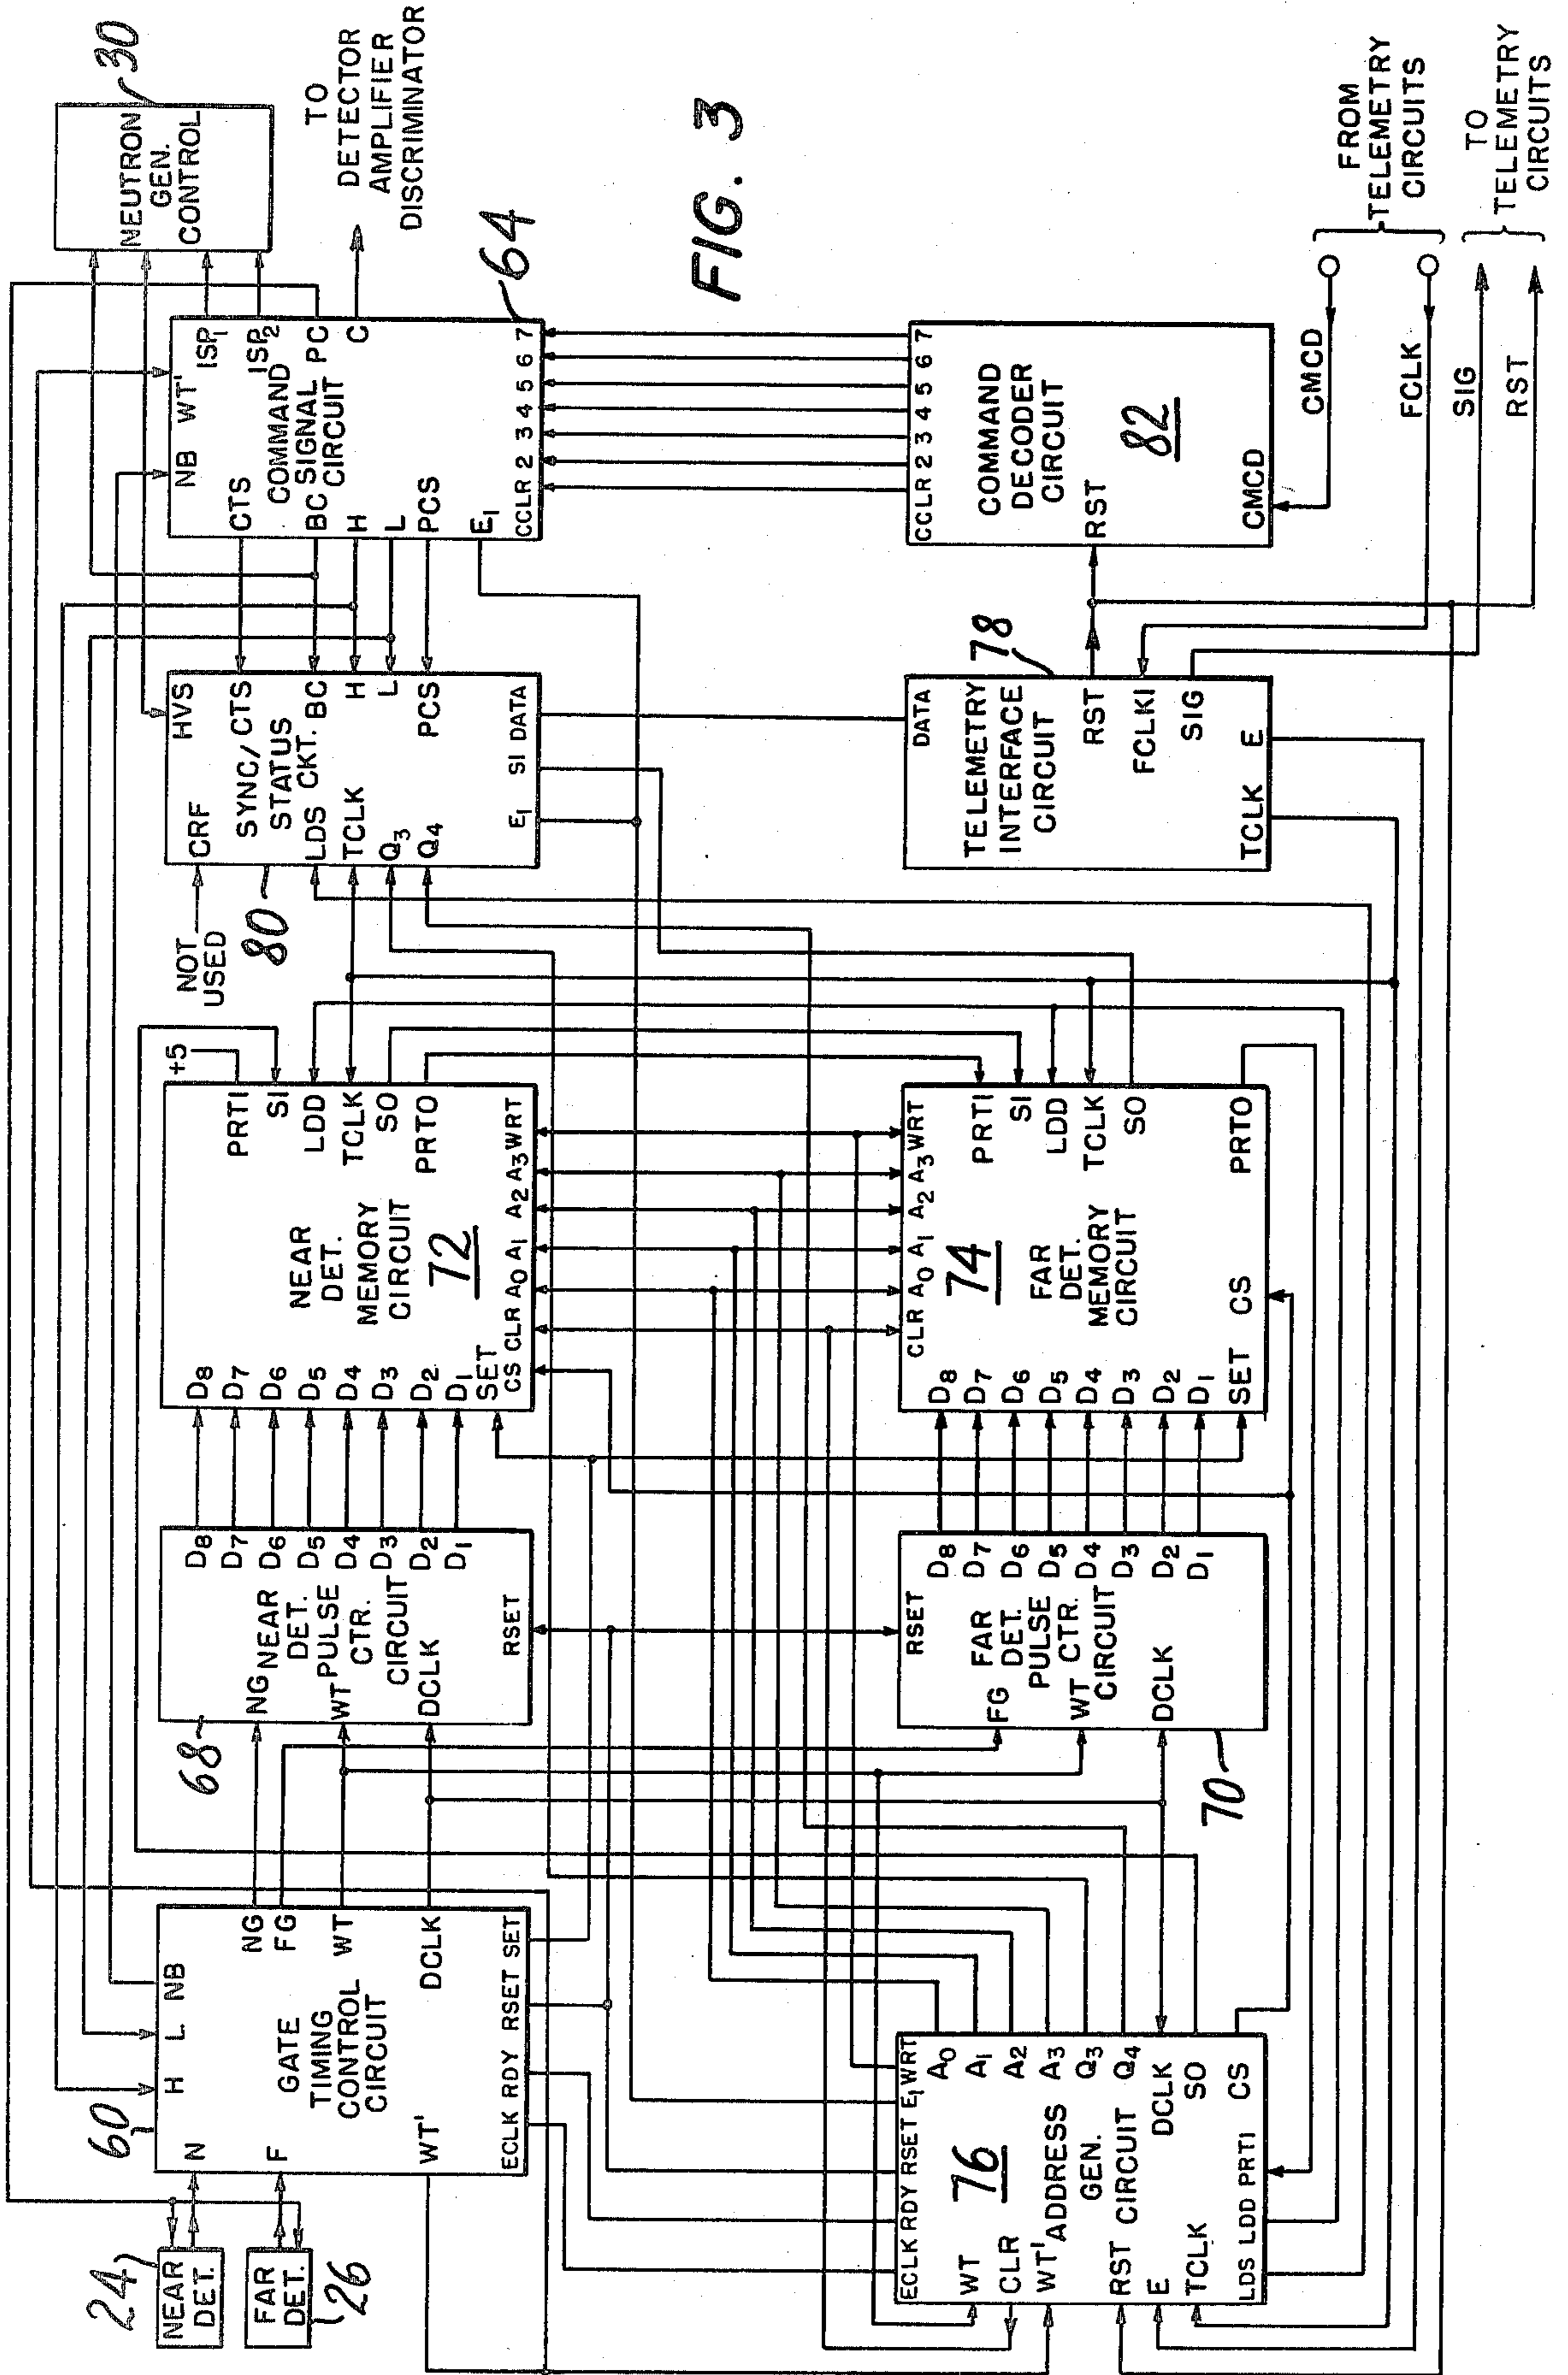 24
NEAR
DET.
FAR
DET.
26
60
H
L
NB
N
F
GATE
TIMING
CONTROL
CIRCUIT
NG
FG
WT
DCLK
WT'
ECLK RDY RSET SET
68
NG NEAR
DET.
WT PULSE
CTR.
CIRCUIT
DCLK
RSET
D8
D7
D6
D5
D4
D3
D2
D1
+5
D8
D7
D6
D5
D4
D3
D2
D1
SET
CS CLR A0 A1 A2 A3 WRT
NEAR
DET.
MEMORY
CIRCUIT
72
PRTI
SI
LDD
TCLK
SO
PRTO
NOT
USED
80
CRF
HVS
SYNC/
STATUS
CKT.
LDS
TCLK
Q3
Q4
CTS
BC
H
L
PCS
E1 SI DATA
NB WT'
CTS
BC
H
L
PCS
E1
COMMAND
SIGNAL
CIRCUIT
ISP1
ISP2
PC
C
CCLR 2 3 4 5 6 7
64
NEUTRON
GEN.
CONTROL
30
TO
DETECTOR
AMPLIFIER
DISCRIMINATOR
FIG. 3
ECLK RDY RSET E1 WRT
WT
CLR
WT'
RST
E
TCLK
76
ADDRESS
GEN.
CIRCUIT
A0
A1
A2
A3
Q3
Q4
DCLK
SO
CS
LDS LDD PRTI
RSET
FG FAR
DET.
PULSE
WT CTR.
CIRCUIT
DCLK
D8
D7
D6
D5
D4
D3
D2
D1
70
CLR A0 A1 A2 A3 WRT
D8
D7
D6
D5
D4
D3
D2
D1
SET
CS
74
FAR
DET.
MEMORY
CIRCUIT
PRTI
SI
LDD
TCLK
SO
PRTO
DATA
78
TELEMETRY
INTERFACE
CIRCUIT
RST
FCLKI
SIG
TCLK E
CCLR 2 3 4 5 6 7
COMMAND
DECODER
CIRCUIT
82
RST
CMCD
CMCD
FCLK
SIG
RST
FROM
TELEMETRY
CIRCUITS
TO
TELEMETRY
CIRCUITS